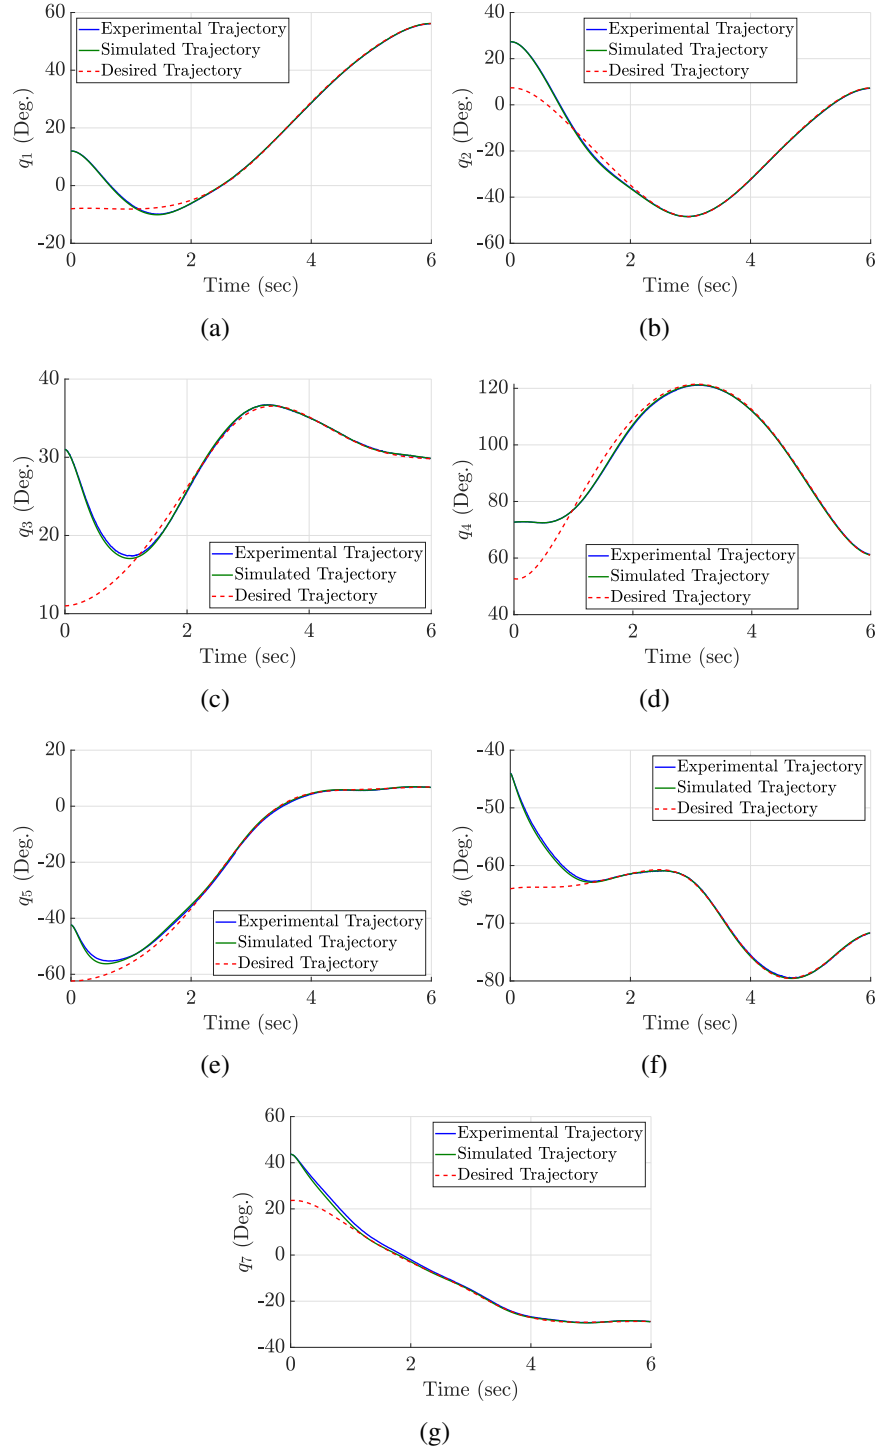 60
40
20
0
-20
0
2
4
6
q1 (Deg.)
Time (sec)
Experimental Trajectory
Simulated Trajectory
Desired Trajectory
(a)
40
20
0
-20
-40
-60
0
2
4
6
q2 (Deg.)
Time (sec)
Experimental Trajectory
Simulated Trajectory
Desired Trajectory
(b)
40
30
20
10
0
2
4
6
q3 (Deg.)
Time (sec)
Experimental Trajectory
Simulated Trajectory
Desired Trajectory
(c)
120
100
80
60
40
0
2
4
6
q4 (Deg.)
Time (sec)
Experimental Trajectory
Simulated Trajectory
Desired Trajectory
(d)
20
0
-20
-40
-60
0
2
4
6
q5 (Deg.)
Time (sec)
Experimental Trajectory
Simulated Trajectory
Desired Trajectory
(e)
-40
-50
-60
-70
-80
0
2
4
6
q6 (Deg.)
Time (sec)
Experimental Trajectory
Simulated Trajectory
Desired Trajectory
(f)
60
40
20
0
-20
-40
0
2
4
6
q7 (Deg.)
Time (sec)
Experimental Trajectory
Simulated Trajectory
Desired Trajectory
(g)